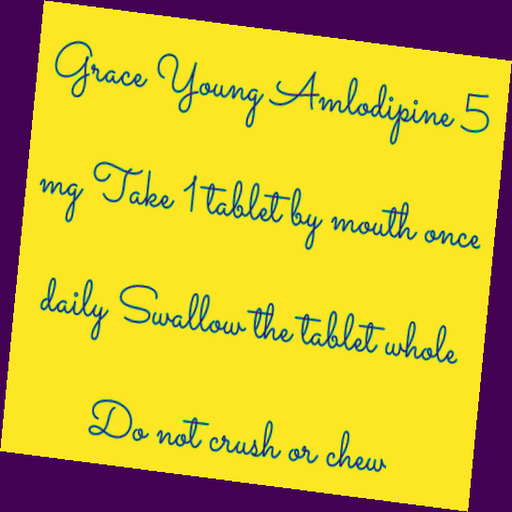 Grace Young Amlodipine 5
mg Take 1 tablet by mouth once
daily Swallow the tablet whole
Do not crush or chew